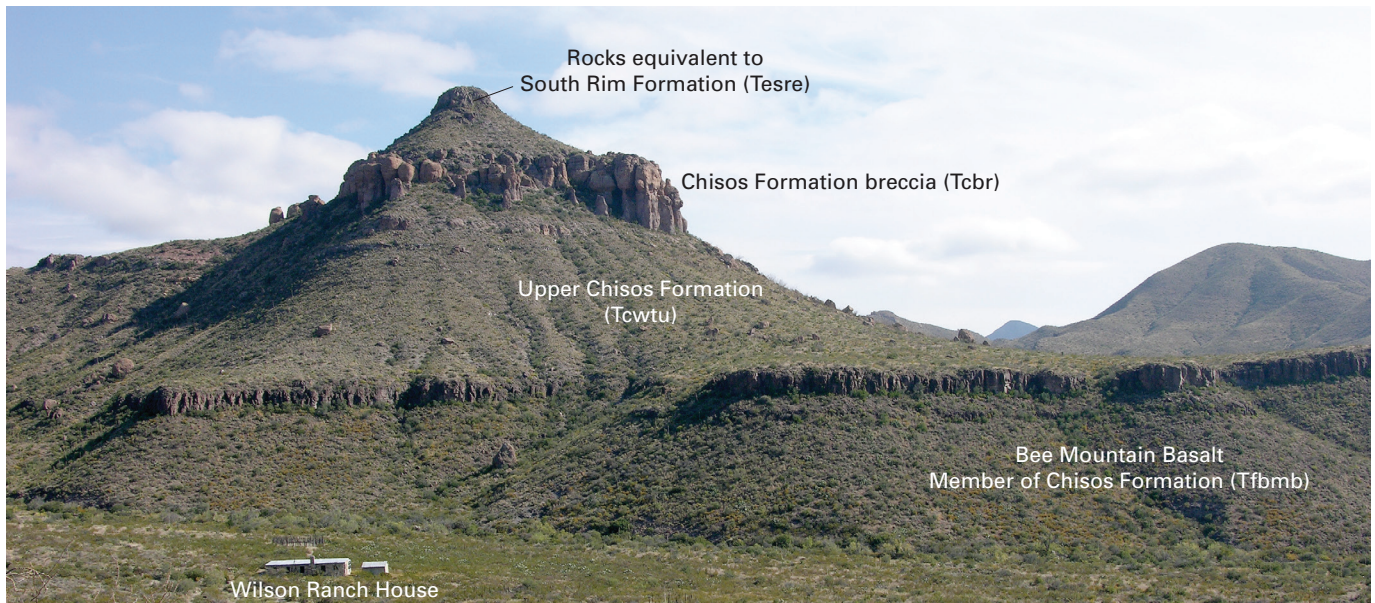 Rocks equivalent to
South Rim Formation (Tesre)
Chisos Formation breccia (Tcbr)
Upper Chisos Formation
(Tcwtu)
Bee Mountain Basalt
Member of Chisos Formation (Tfbmb)
Wilson Ranch House